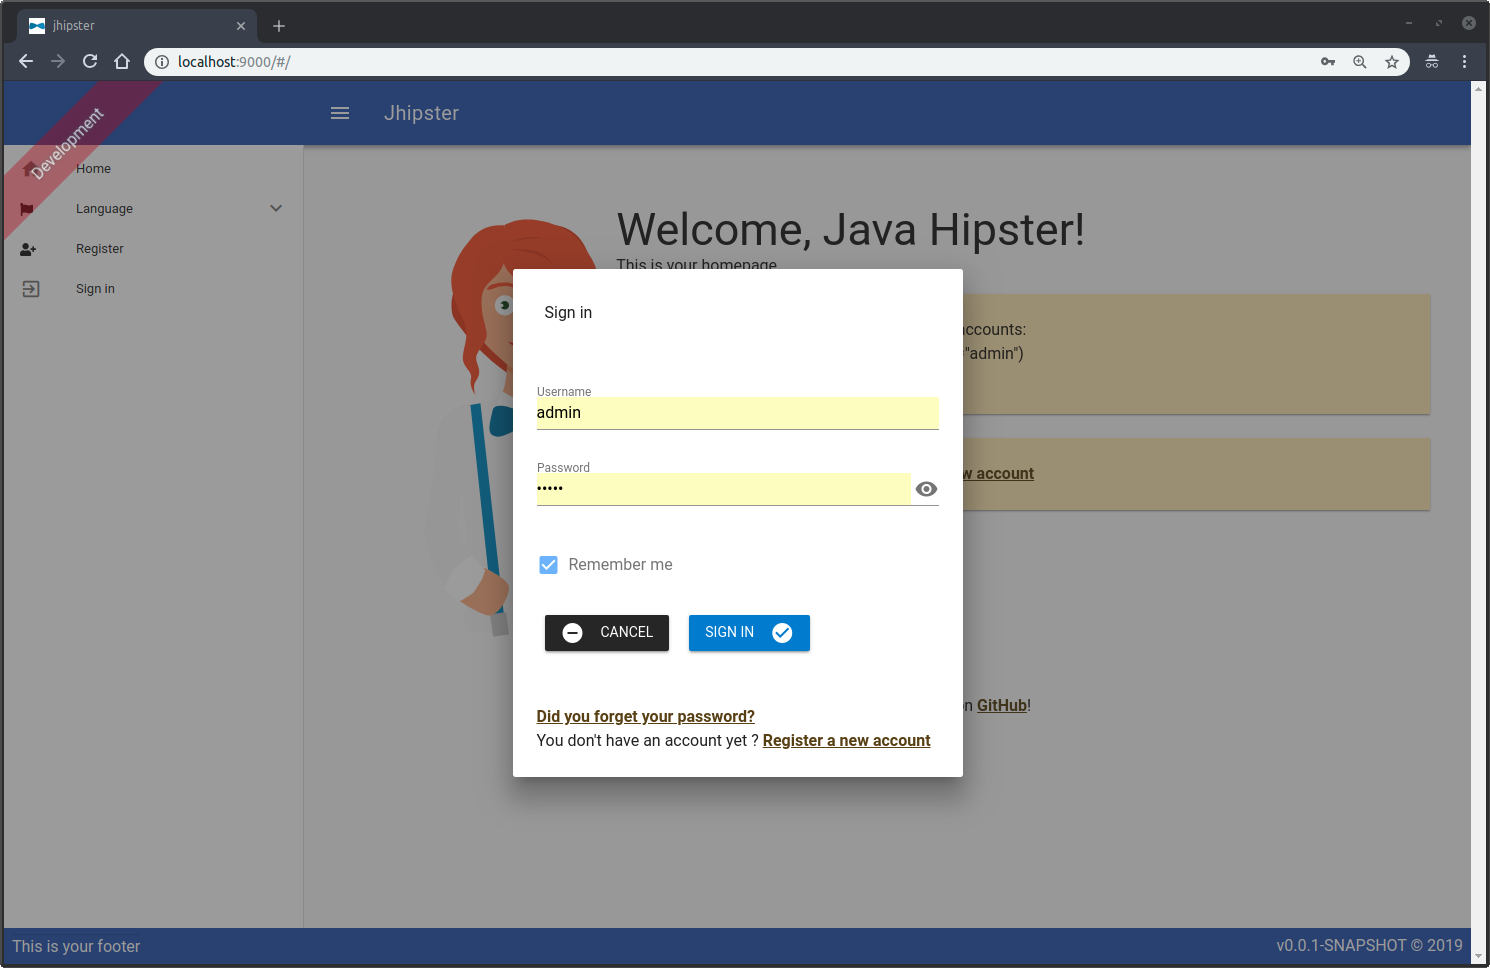 jhipster
localhost:9000/#/
Development
Jhipster
Home
Language
Register
Sign in
Welcome, Java Hipster!
This is your homepage
accounts:
"admin")
w account
on GitHub!
Sign in
Username
admin
Password
•••••
Remember me
CANCEL
SIGN IN
Did you forget your password?
You don't have an account yet ? Register a new account
This is your footer
v0.0.1-SNAPSHOT © 2019